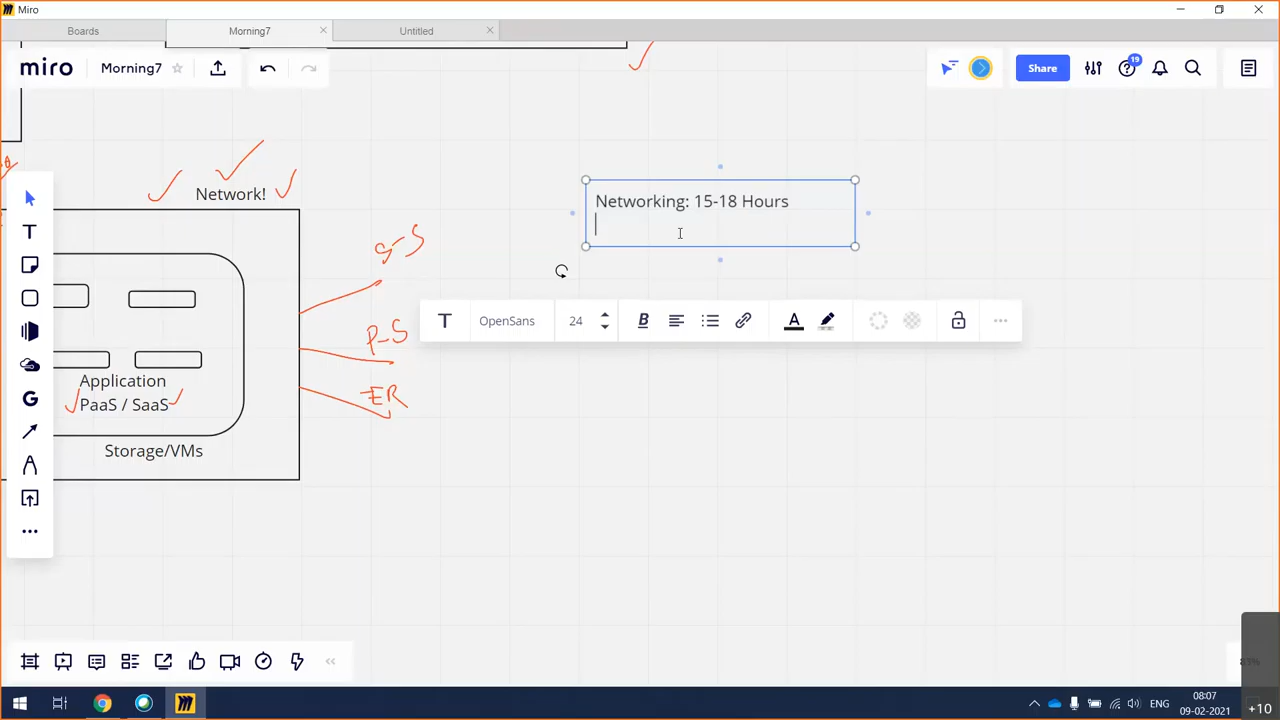 Miro
Boards
Morning7
Untitled
miro
Morning7
Share
19
Network!
Networking: 15-18 Hours
S-S
P-S
ER
OpenSans
24
Application
PaaS / SaaS
Storage/VMs
08:07
ENG
09-02-2021
+10